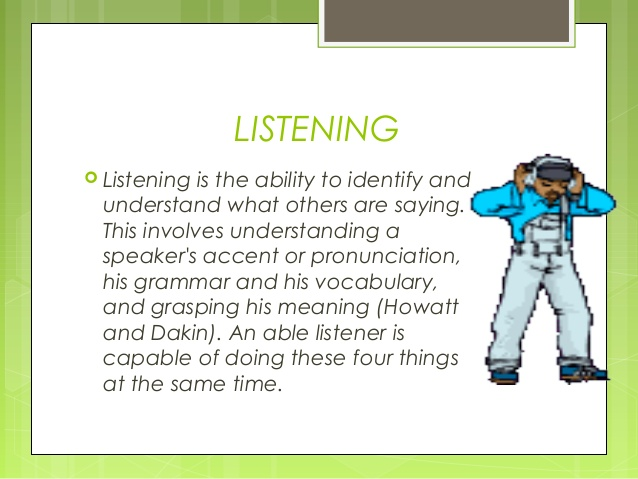 LISTENING
Listening is the ability to identify and
understand what others are saying.
This involves understanding a
speaker's accent or pronunciation,
his grammar and his vocabulary,
and grasping his meaning (Howatt
and Dakin). An able listener is
capable of doing these four things
at the same time.